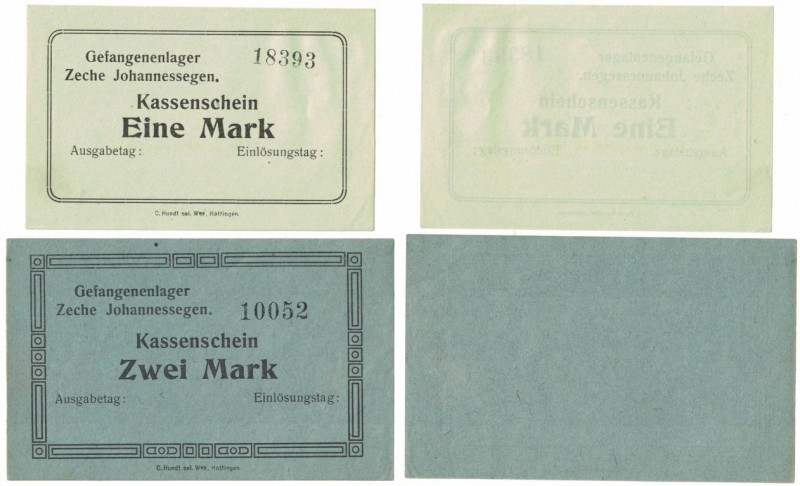 Gefangenenlager 18393
Zeche Johannessegen.
Kassenschein
Eine Mark
Ausgabetag: Einlösungstag:
C. Hundt sel. Wwe, Hattingen.
Gefangenenlager
Zeche Johannessegen. 10052
Kassenschein
Zwei Mark
Ausgabetag: Einlösungstag:
C. Hundt sel. Wwe, Hattingen.